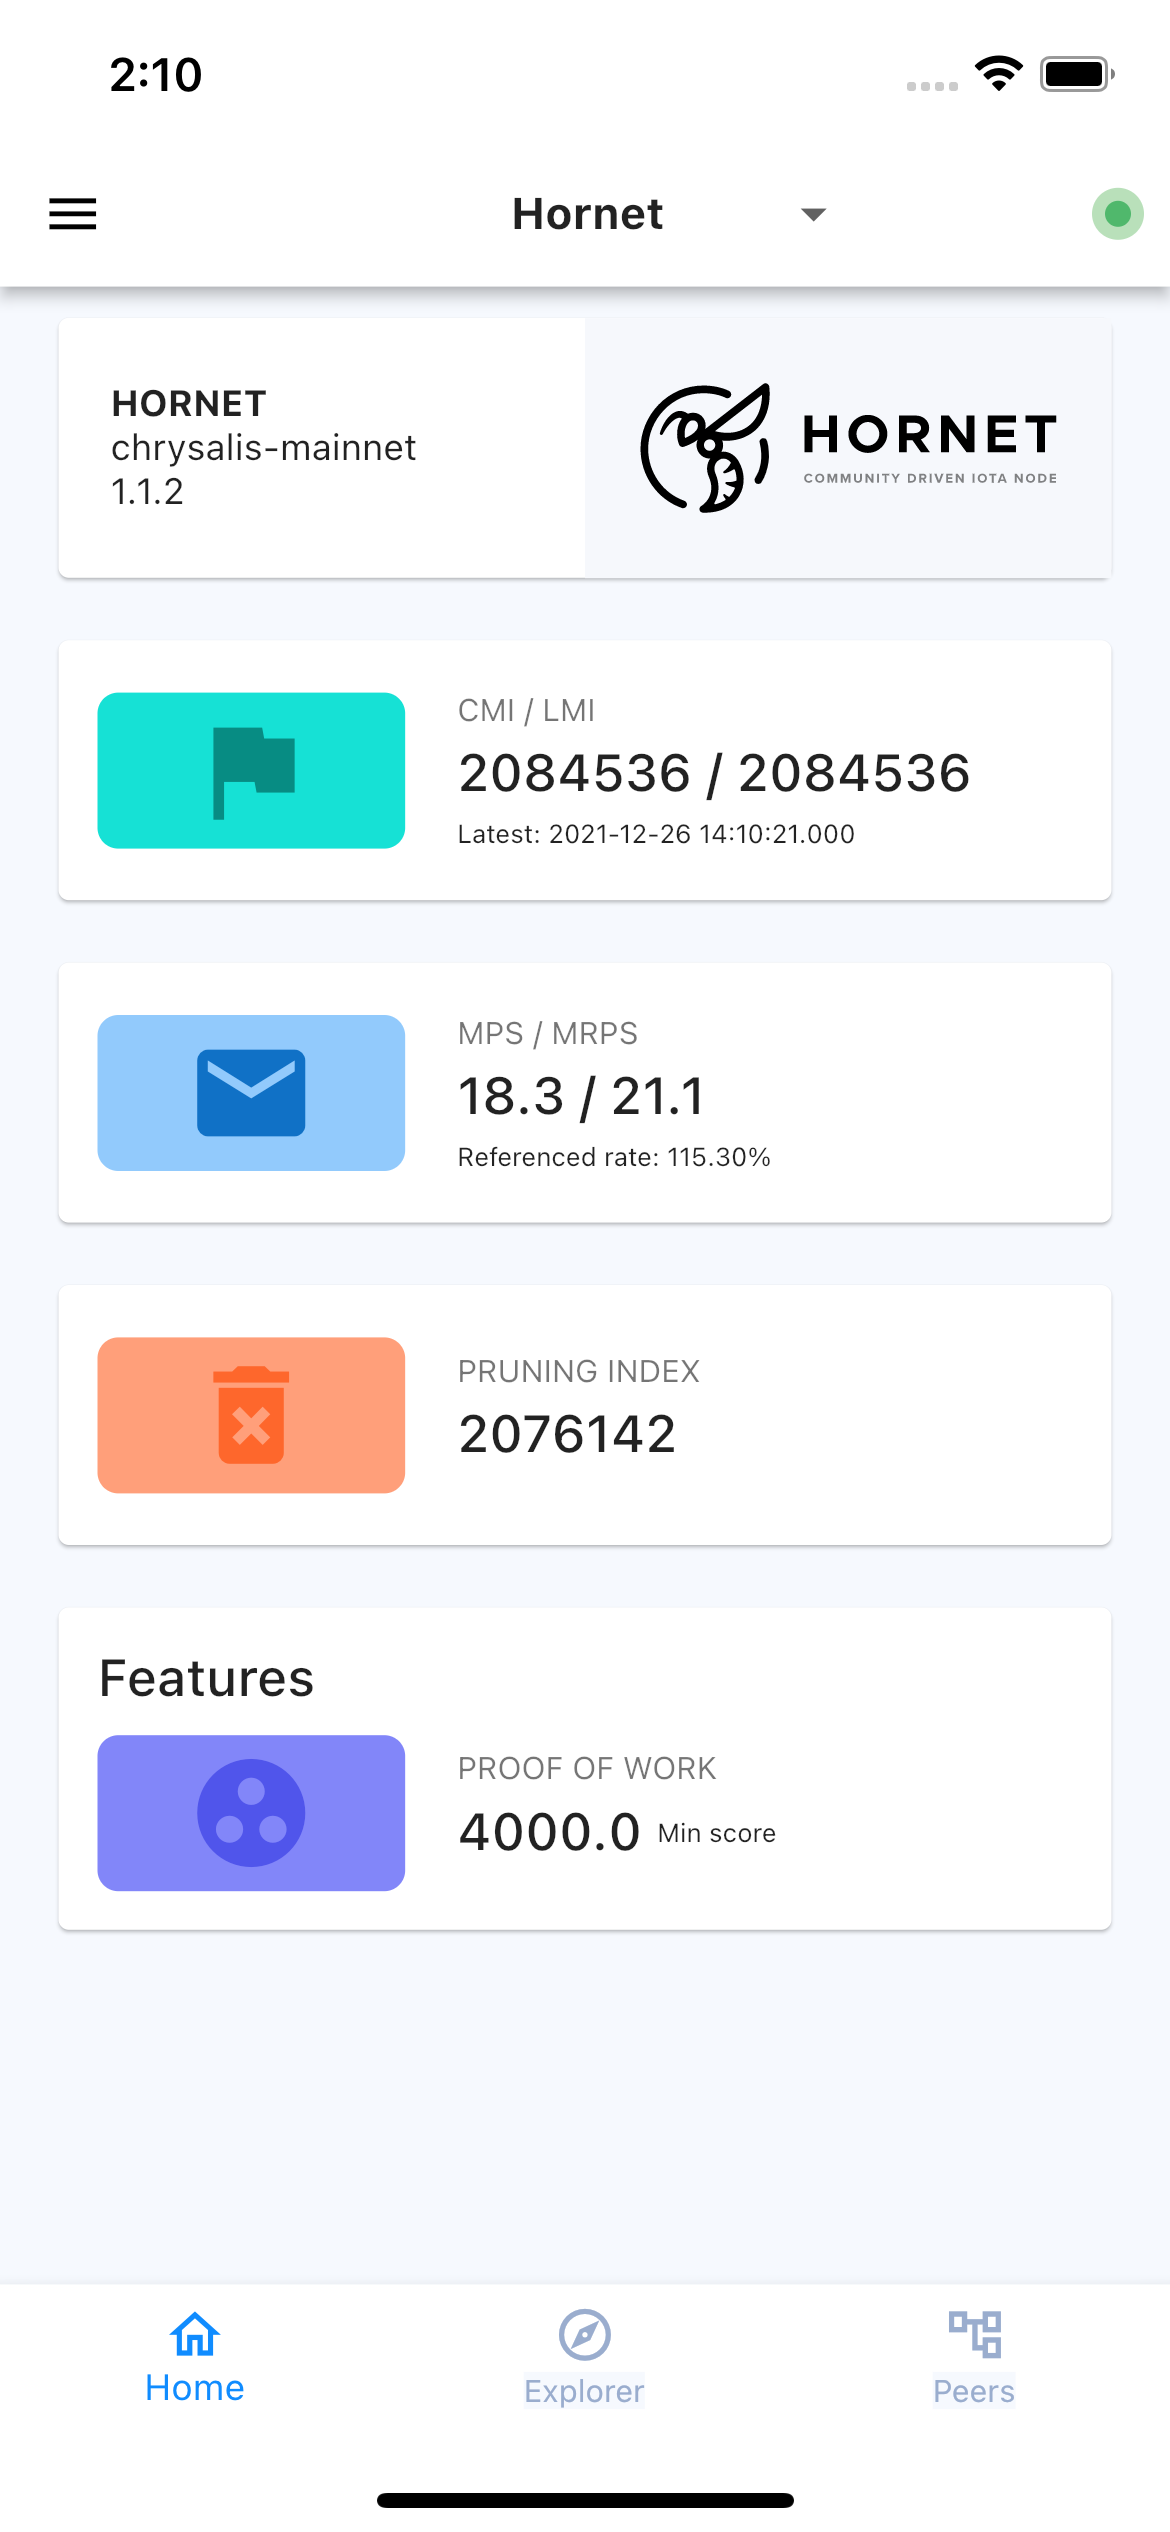 2:10
Hornet
HORNET
chrysalis-mainnet
1.1.2
HORNET
COMMUNITY DRIVEN IOTA NODE
CMI / LMI
2084536 / 2084536
Latest: 2021-12-26 14:10:21.000
MPS / MRPS
18.3 / 21.1
Referenced rate: 115.30%
PRUNING INDEX
2076142
Features
PROOF OF WORK
4000.0 Min score
Home
Explorer
Peers